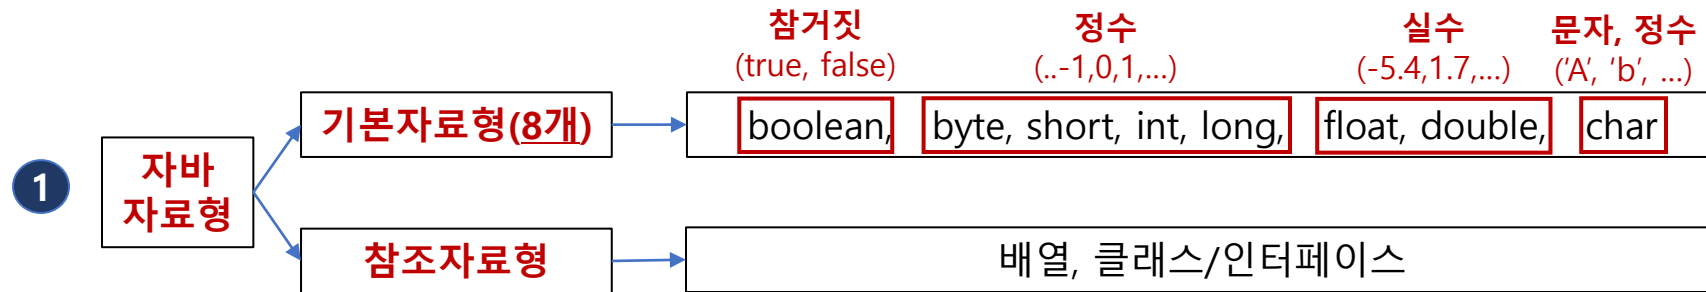 참거짓
(true, false)
정수
(..-1,0,1,...)
실수
(-5.4,1.7,...)
문자, 정수
(‘A’, ‘b’, ...)
1
자바
자료형
기본자료형(8개)
boolean, byte, short, int, long, float, double, char
참조자료형
배열, 클래스/인터페이스